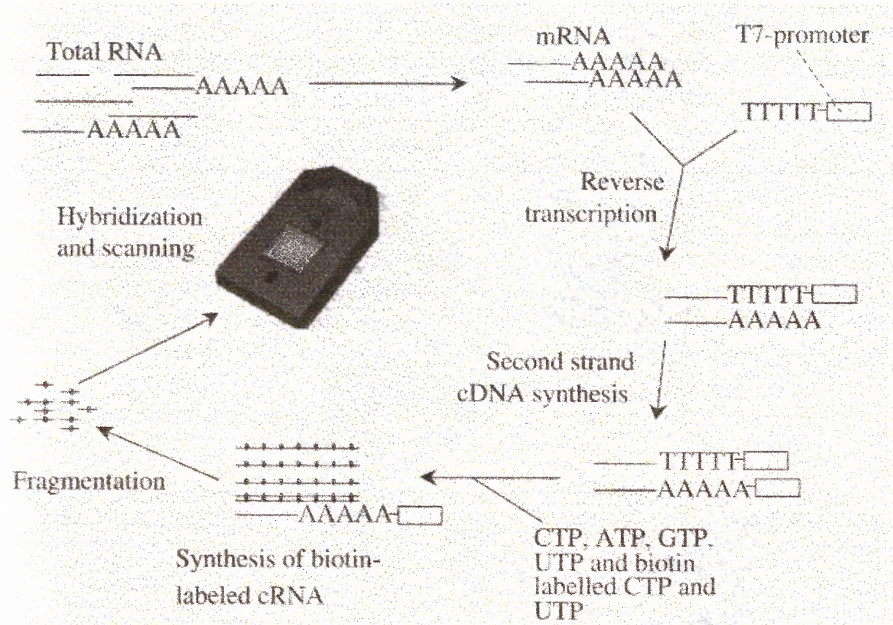 Total RNA
AAAAA
AAAAA
mRNA
AAAAA
AAAAA
T7-promoter
TTTTT
Reverse
transcription
TTTTT
AAAAA
Second strand
cDNA synthesis
TTTTT
AAAAA
CTP, ATP, GTP,
UTP and biotin
labelled CTP and
UTP
AAAAA
Synthesis of biotin-
labeled cRNA
Fragmentation
Hybridization
and scanning